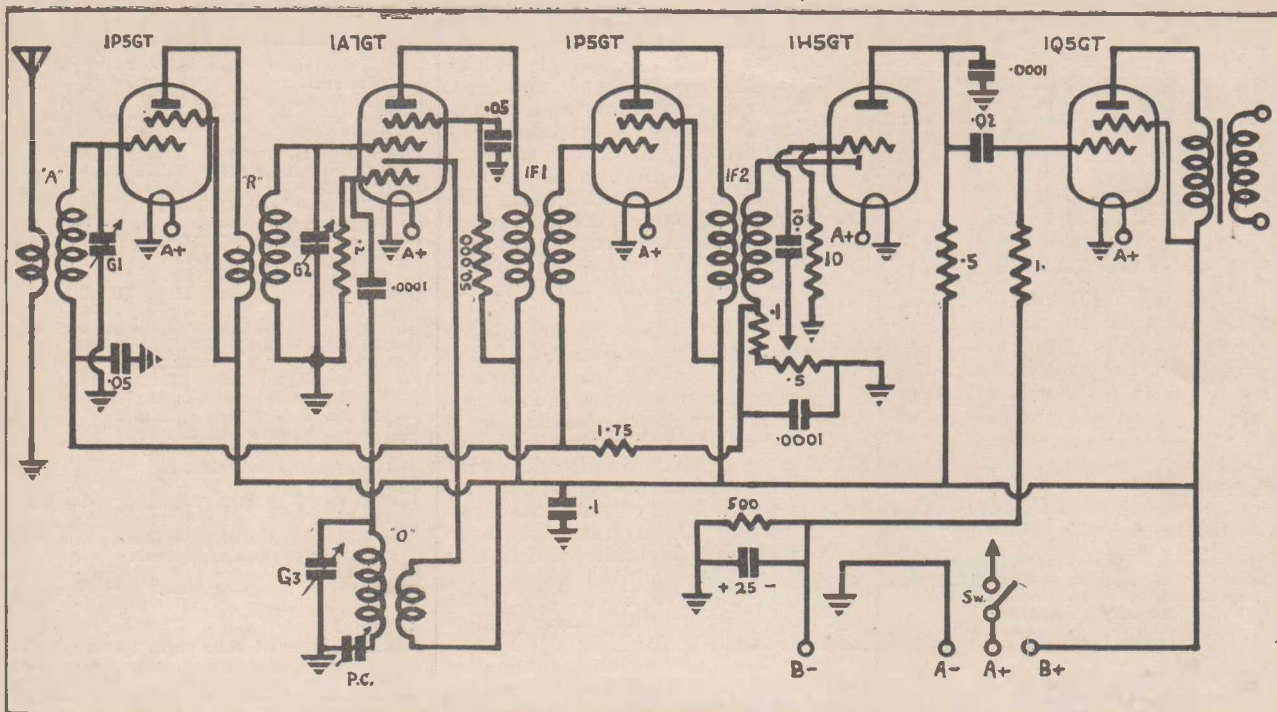 1P5GT
1A7GT
1P5GT
1H5GT
1Q5GT
.0001
.05
.02
"A"
"R"
IF1
IF2
G1
A+
G2
A+
.0001
50,000
A+
.01
10
A+
.5
1.
A+
.1
.05
.5
1.75
.0001
.1
500
"O"
G3
+ 25 -
Sw.
P.C.
B-
A-
A+
B+